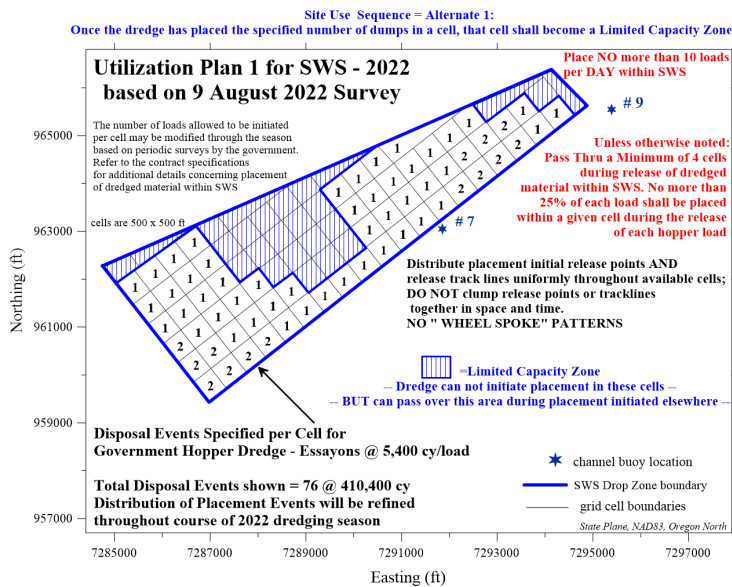 Site Use Sequence = Alternate 1:
Once the dredge has placed the specified number of dumps in a cell, that cell shall become a Limited Capacity Zone
Utilization Plan 1 for SWS - 2022
based on 9 August 2022 Survey
Place NO more than 10 loads
per DAY within SWS
# 9
The number of loads allowed to be initiated
per cell may be modified through the season
based on periodic surveys by the government.
Refer to the contract specifications
for additional details concerning placement
of dredged material within SWS
cells are 500 x 500 ft
Unless otherwise noted:
Pass Thru a Minimum of 4 cells
during release of dredged
material within SWS. No more than
25% of each load shall be placed
within a given cell during the release
of each hopper load
# 7
Distribute placement initial release points AND
release track lines uniformly throughout available cells;
DO NOT clump release points or tracklines
together in space and time.
NO " WHEEL SPOKE" PATTERNS
=Limited Capacity Zone
-- Dredge can not initiate placement in these cells --
-- BUT can pass over this area during placement initiated elsewhere --
Disposal Events Specified per Cell for
Government Hopper Dredge - Essayons @ 5,400 cy/load
Total Disposal Events shown = 76 @ 410,400 cy
Distribution of Placement Events will be refined
throughout course of 2022 dredging season
channel buoy location
SWS Drop Zone boundary
grid cell boundaries
State Plane, NAD83, Oregon North
Northing (ft)
965000
963000
961000
959000
957000
7285000 7287000 7289000 7291000 7293000 7295000 7297000
Easting (ft)